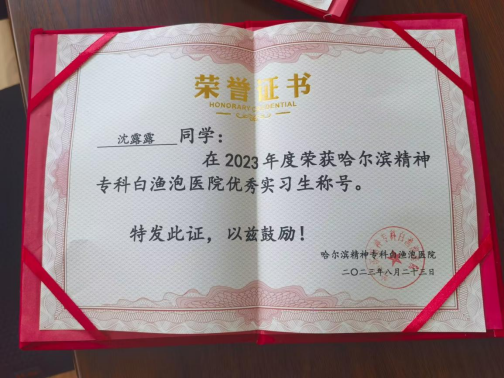 荣誉证书
HONORARY CREDENTIAL
沈露露 同学:
在2023年度荣获哈尔滨精神
专科白渔泡医院优秀实习生称号。
特发此证，以兹鼓励！
哈尔滨精神专科白渔泡医院
二〇二三年八月二十三日